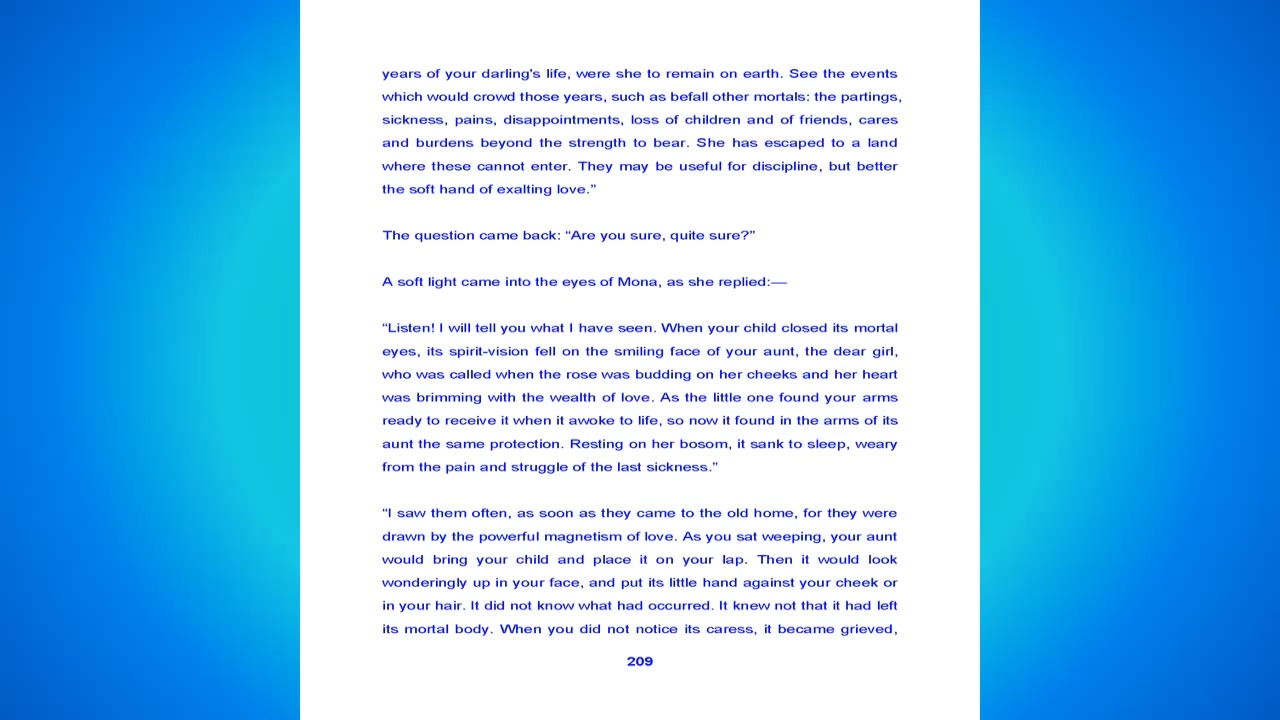 years of your darling's life, were she to remain on earth. See the events
which would crowd those years, such as befall other mortals: the partings,
sickness, pains, disappointments, loss of children and of friends, cares
and burdens beyond the strength to bear. She has escaped to a land
where these cannot enter. They may be useful for discipline, but better
the soft hand of exalting love.”
The question came back: “Are you sure, quite sure?”
A soft light came into the eyes of Mona, as she replied:—
“Listen! I will tell you what I have seen. When your child closed its mortal
eyes, its spirit-vision fell on the smiling face of your aunt, the dear girl,
who was called when the rose was budding on her cheeks and her heart
was brimming with the wealth of love. As the little one found your arms
ready to receive it when it awoke to life, so now it found in the arms of its
aunt the same protection. Resting on her bosom, it sank to sleep, weary
from the pain and struggle of the last sickness.”
“I saw them often, as soon as they came to the old home, for they were
drawn by the powerful magnetism of love. As you sat weeping, your aunt
would bring your child and place it on your lap. Then it would look
wonderingly up in your face, and put its little hand against your cheek or
in your hair. It did not know what had occurred. It knew not that it had left
its mortal body. When you did not notice its caress, it became grieved,
209